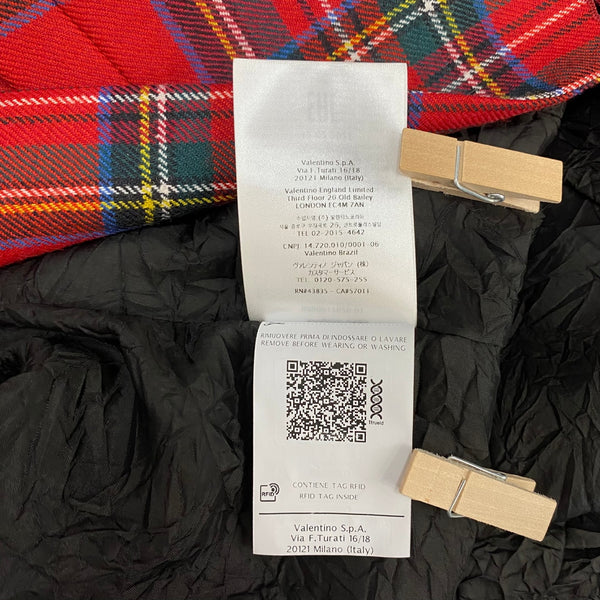 Valentino S.p.A.
Via F.Turati 16/18
20121 Milano (Italy)
Valentino England Limited
Third Floor 26 Old Bailey
LONDON EC4M 7AN
TEL 02-2015-4642
CNPJ 14.720.010/0001-06
Valentino Brazil
ヴァレンティノ ジャパン (株)
カスタマーサービス
TEL. 0120-575-255
RN#43835 - CA#57011
RIMUOVERE PRIMA DI INDOSSARE O LAVARE
REMOVE BEFORE WEARING OR WASHING
1trueid
CONTIENE TAG RFID
RFID TAG INSIDE
RFID
Valentino S.p.A.
Via F.Turati 16/18
20121 Milano (Italy)